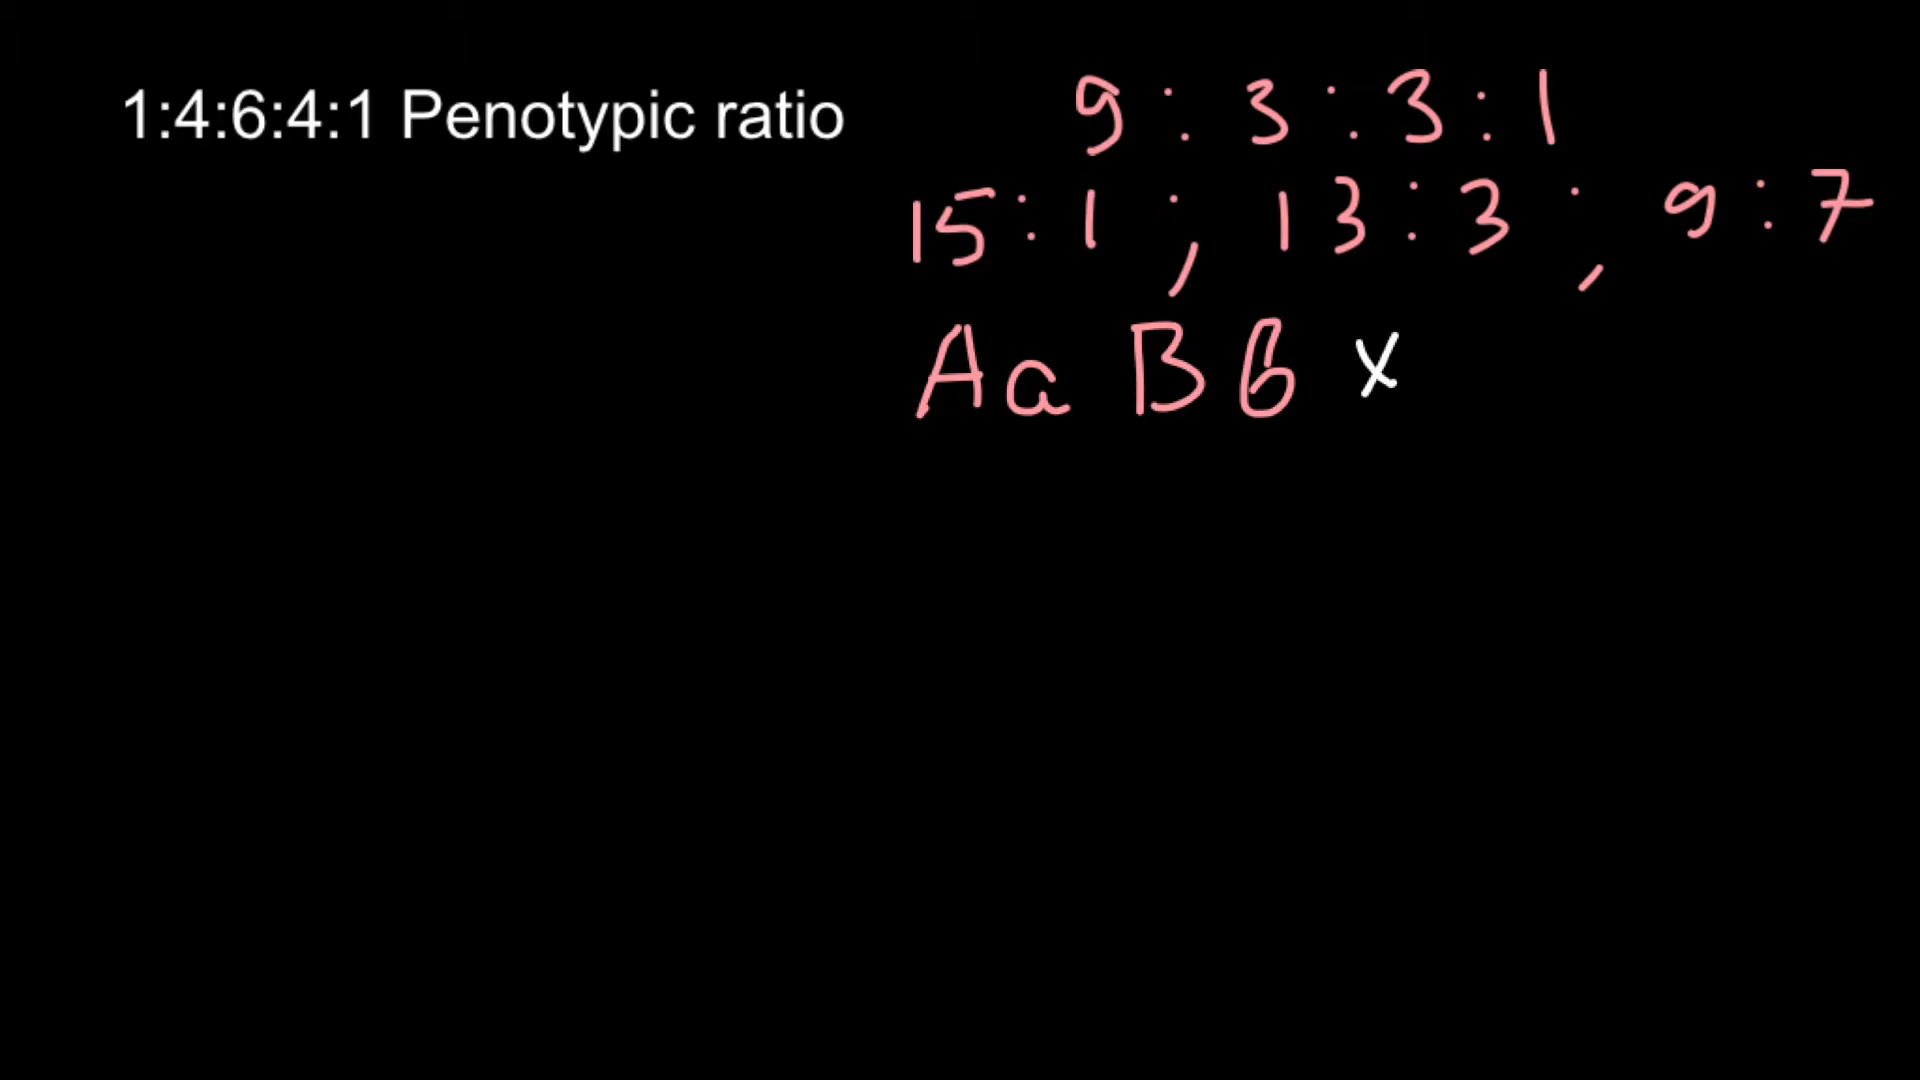 1:4:6:4:1 Penotypic ratio
9 : 3 : 3 : 1
15 : 1 ; 13 : 3 ; 9 : 7
Aa Bb x